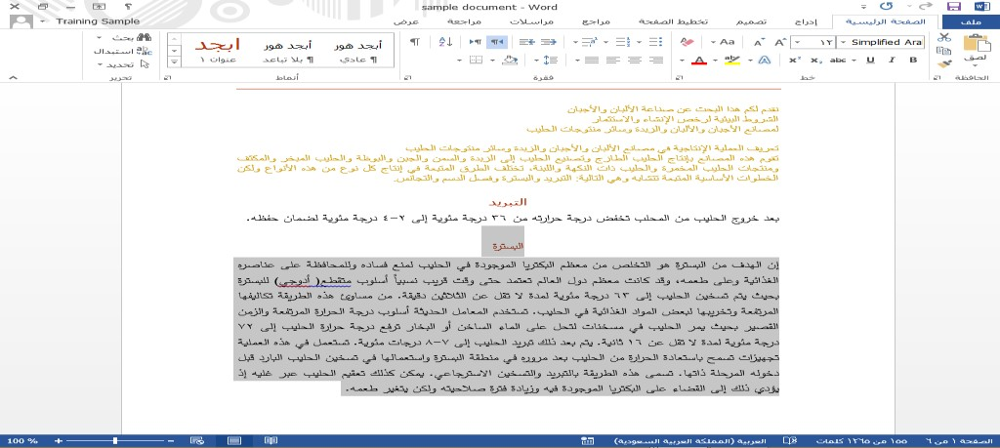 sample document - Word
ملف
الصفحة الرئيسية
إدراج
تصميم
تخطيط الصفحة
مراجع
مراسلات
مراجعة
عرض
Training Sample
لصق
الحافظة
Simplified Ara
١٢
Aa
B I U abc X₂ X²
خط
فقرة
أبجد هور
¶ عادي
أبجد هور
¶ بلا تباعد
أبجد
عنوان ١
أنماط
بحث
استبدال
تحديد
تحرير
نقدم لكم هذا البحث عن صناعة الألبان والأجبان
الشروط البيئية لرخص الإنشاء والاستثمار
لمصانع الأجبان والألبان والزبدة وسائر منتوجات الحليب
تعريف العملية الإنتاجية في مصانع الألبان والأجبان والزبدة وسائر منتوجات الحليب
تقوم هذه المصانع بإنتاج الحليب الطازج وتصنيع الحليب إلى الزبدة والسمن والجبن والبوظة والحليب المبخر والمكثف
ومنتجات الحليب المخمرة والحليب ذات النكهة واللبنة، تختلف الطرق المتبعة في إنتاج كل نوع من هذه الأنواع ولكن
الخطوات الأساسية المتبعة تتشابه وهي التالية: التبريد والبسترة وفصل الدسم والتجانس.
التبريد
بعد خروج الحليب من المحلب تخفض درجة حرارته من ٣٦ درجة مئوية إلى ٢-٤ درجة مئوية لضمان حفظه.
البسترة
إن الهدف من البسترة هو التخلص من معظم البكتريا الموجودة في الحليب لمنع فساده وللمحافظة على عناصره
الغذائية وعلى طعمه، وقد كانت معظم دول العالم تعتمد حتى وقت قريب نسبياً أسلوب متقطع( أدوجي) للبسترة
بحيث يتم تسخين الحليب إلى ٦٣ درجة مئوية لمدة لا تقل عن الثلاثين دقيقة. من مساوئ هذه الطريقة تكاليفها
المرتفعة وتخريبها لبعض المواد الغذائية في الحليب. تستخدم المعامل الحديثة أسلوب درجة الحرارة المرتفعة والزمن
القصير بحيث يمر الحليب في مسخنات تتحل على الماء الساخن أو البخار ترفع درجة حرارة الحليب إلى ٧٢
درجة مئوية لمدة لا تقل عن ١٦ ثانية. يتم بعد ذلك تبريد الحليب إلى ٧-٨ درجات مئوية. تستعمل في هذه العملية
تجهيزات تسمح باستعادة الحرارة من الحليب بعد مروره في منطقة البسترة واستعمالها في تسخين الحليب البارد قبل
دخوله المرحلة ذاتها. تسمى هذه الطريقة بالتبريد والتسخين الاسترجاعي. يمكن كذلك تعقيم الحليب عبر غليه إذ
يؤدي ذلك إلى القضاء على البكتريا الموجودة فيه وزيادة فترة صلاحيته ولكن يتغير طعمه.
الصفحة ١ من ٦
١٥٥ من ١٢٦٥ كلمات
العربية (المملكة العربية السعودية)
100 %